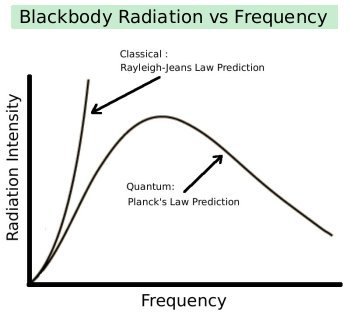 Blackbody Radiation vs Frequency
Classical :
Rayleigh-Jeans Law Prediction
Radiation Intensity
Quantum:
Planck's Law Prediction
Frequency